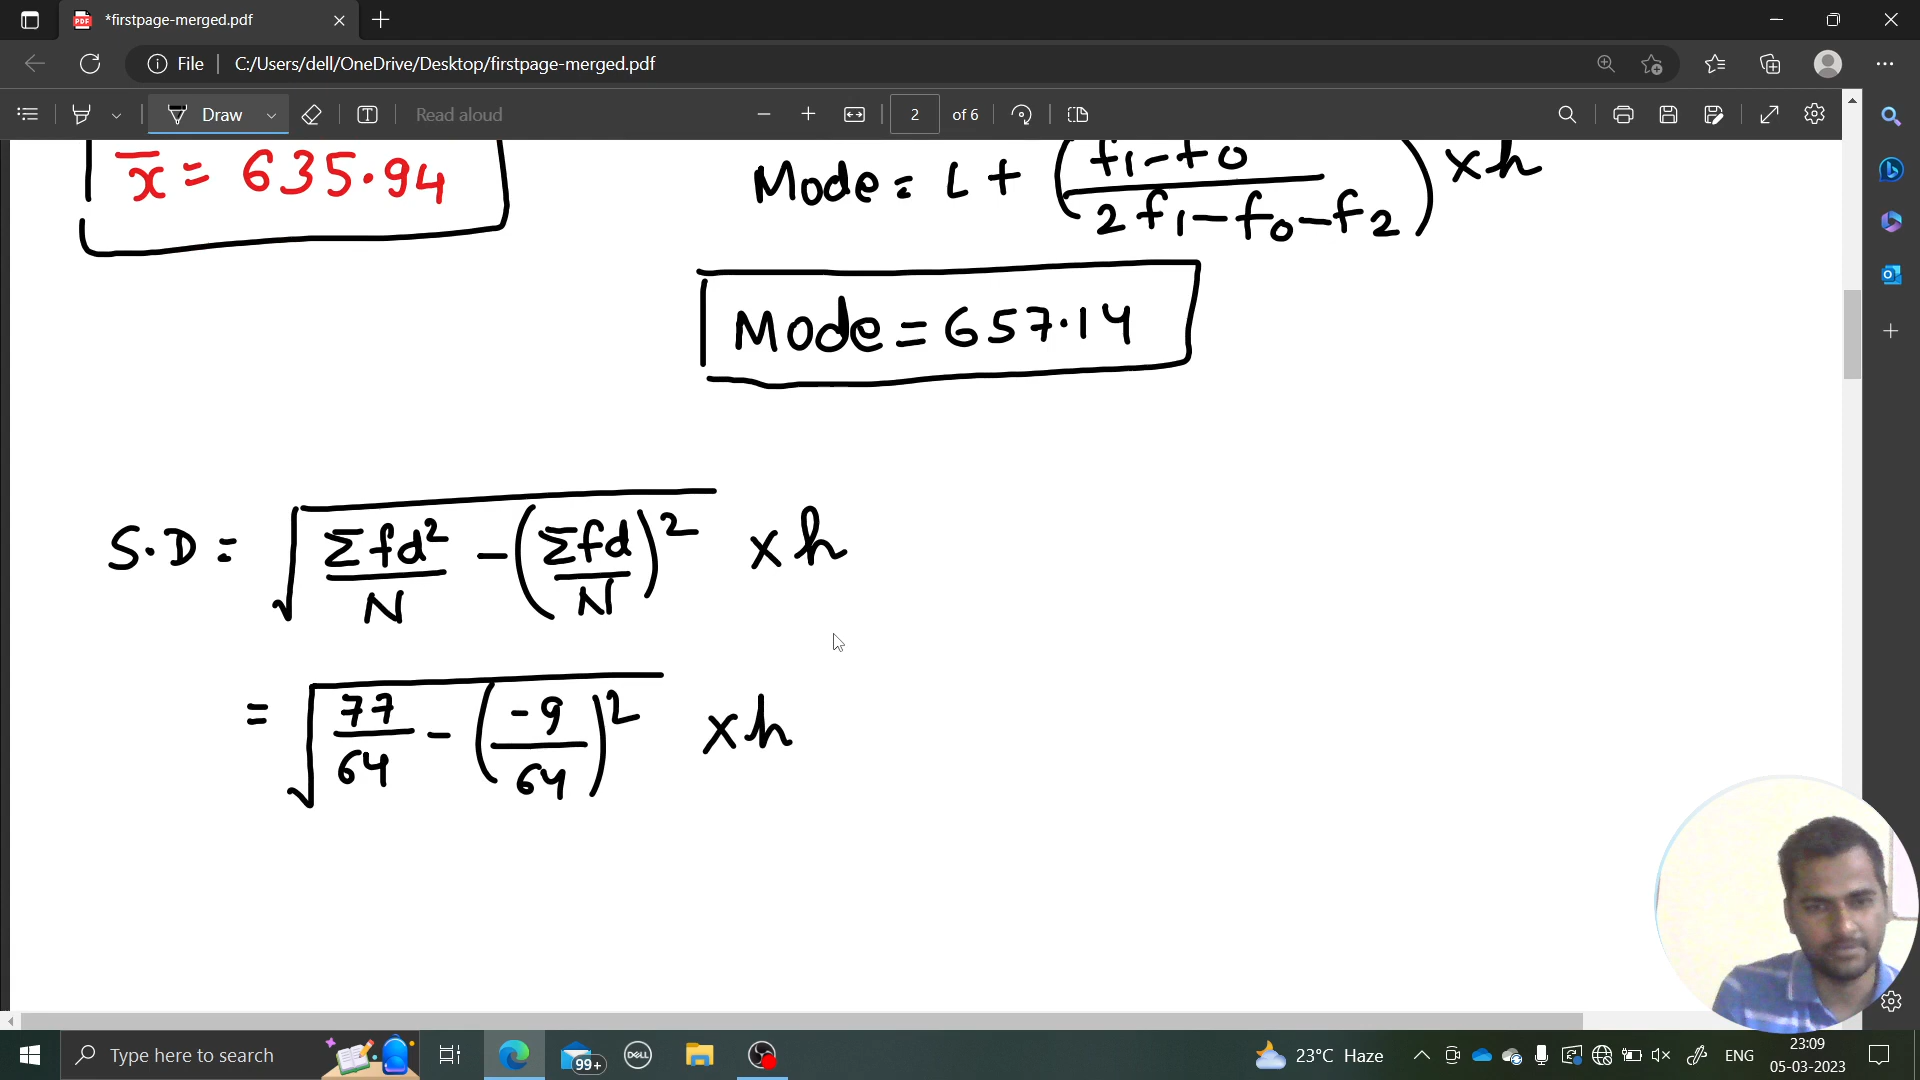 *firstpage-merged.pdf
File | C:/Users/dell/OneDrive/Desktop/firstpage-merged.pdf
Draw
Read aloud
2 of 6
x̄ = 635.94
Mode = L + (f1-f0 / 2f1-f0-f2) x h
Mode = 657.14
S.D = √(Σfd²/N - (Σfd/N)²) x h
= √(77/64 - (-9/64)²) x h
Type here to search
99+
DELL
23°C Haze
ENG
23:09
05-03-2023